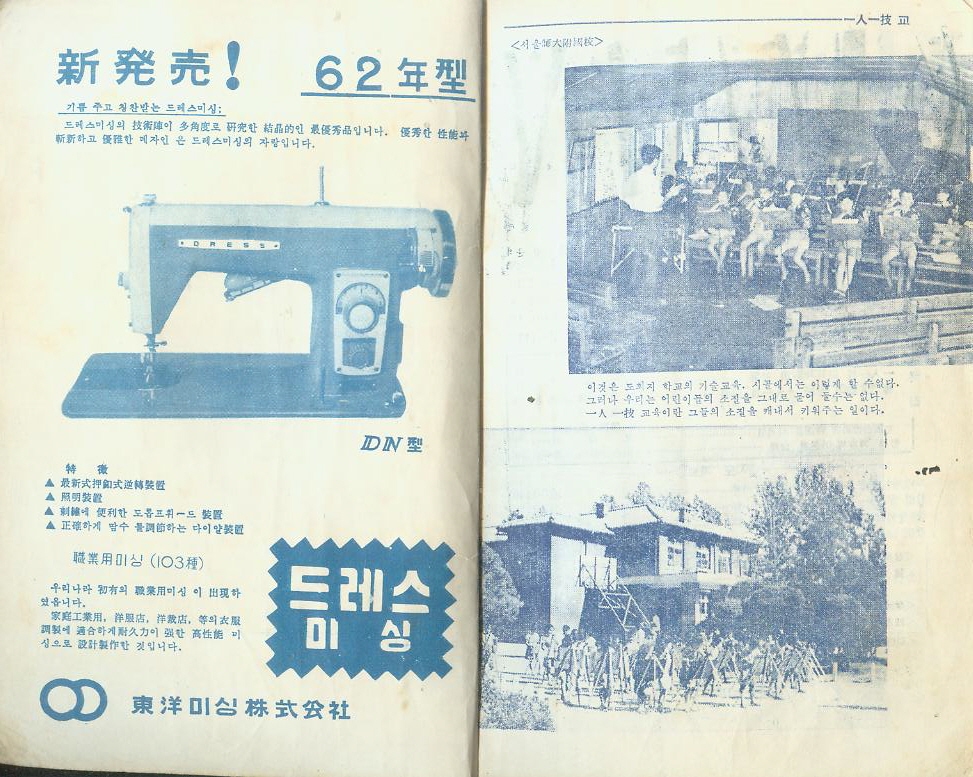 新発売!
62年型
기쁨 주고 칭찬받는 드레스미싱;
드레스미싱의 技術陣이 多角度로 研究한 結晶的인 最優秀品입니다. 優秀한 性能과
斬新하고 優雅한 데자인 은 드레스미싱의 자랑입니다.
DRESS
DN型
特 徵
▲ 最新式押釦式逆轉裝置
▲ 照明裝置
▲ 刺繡에 便利한 도롭프휘드 裝置
▲ 正確하게 땀수 를調節하는 다이알裝置
職業用미싱 (103種)
우리나라 初有의 職業用미싱 이 出現하
였읍니다.
家庭工業用, 洋服店, 洋裁店, 等의衣服
調製에 適合하게耐久力이 强한 高性能 미
싱으로 設計製作한 것입니다.
드레스
미 싱
東洋미싱株式会社
一人一技 교
<서울師大附國校>
이것은 도회지 학교의 기술교육. 시골에서는 이렇게 할 수없다.
그러나 우리는 어린이들의 소질을 그대로 묻어 둘수는 없다.
一人 一技 교육이란 그들의 소질을 캐내서 키워주는 일이다.